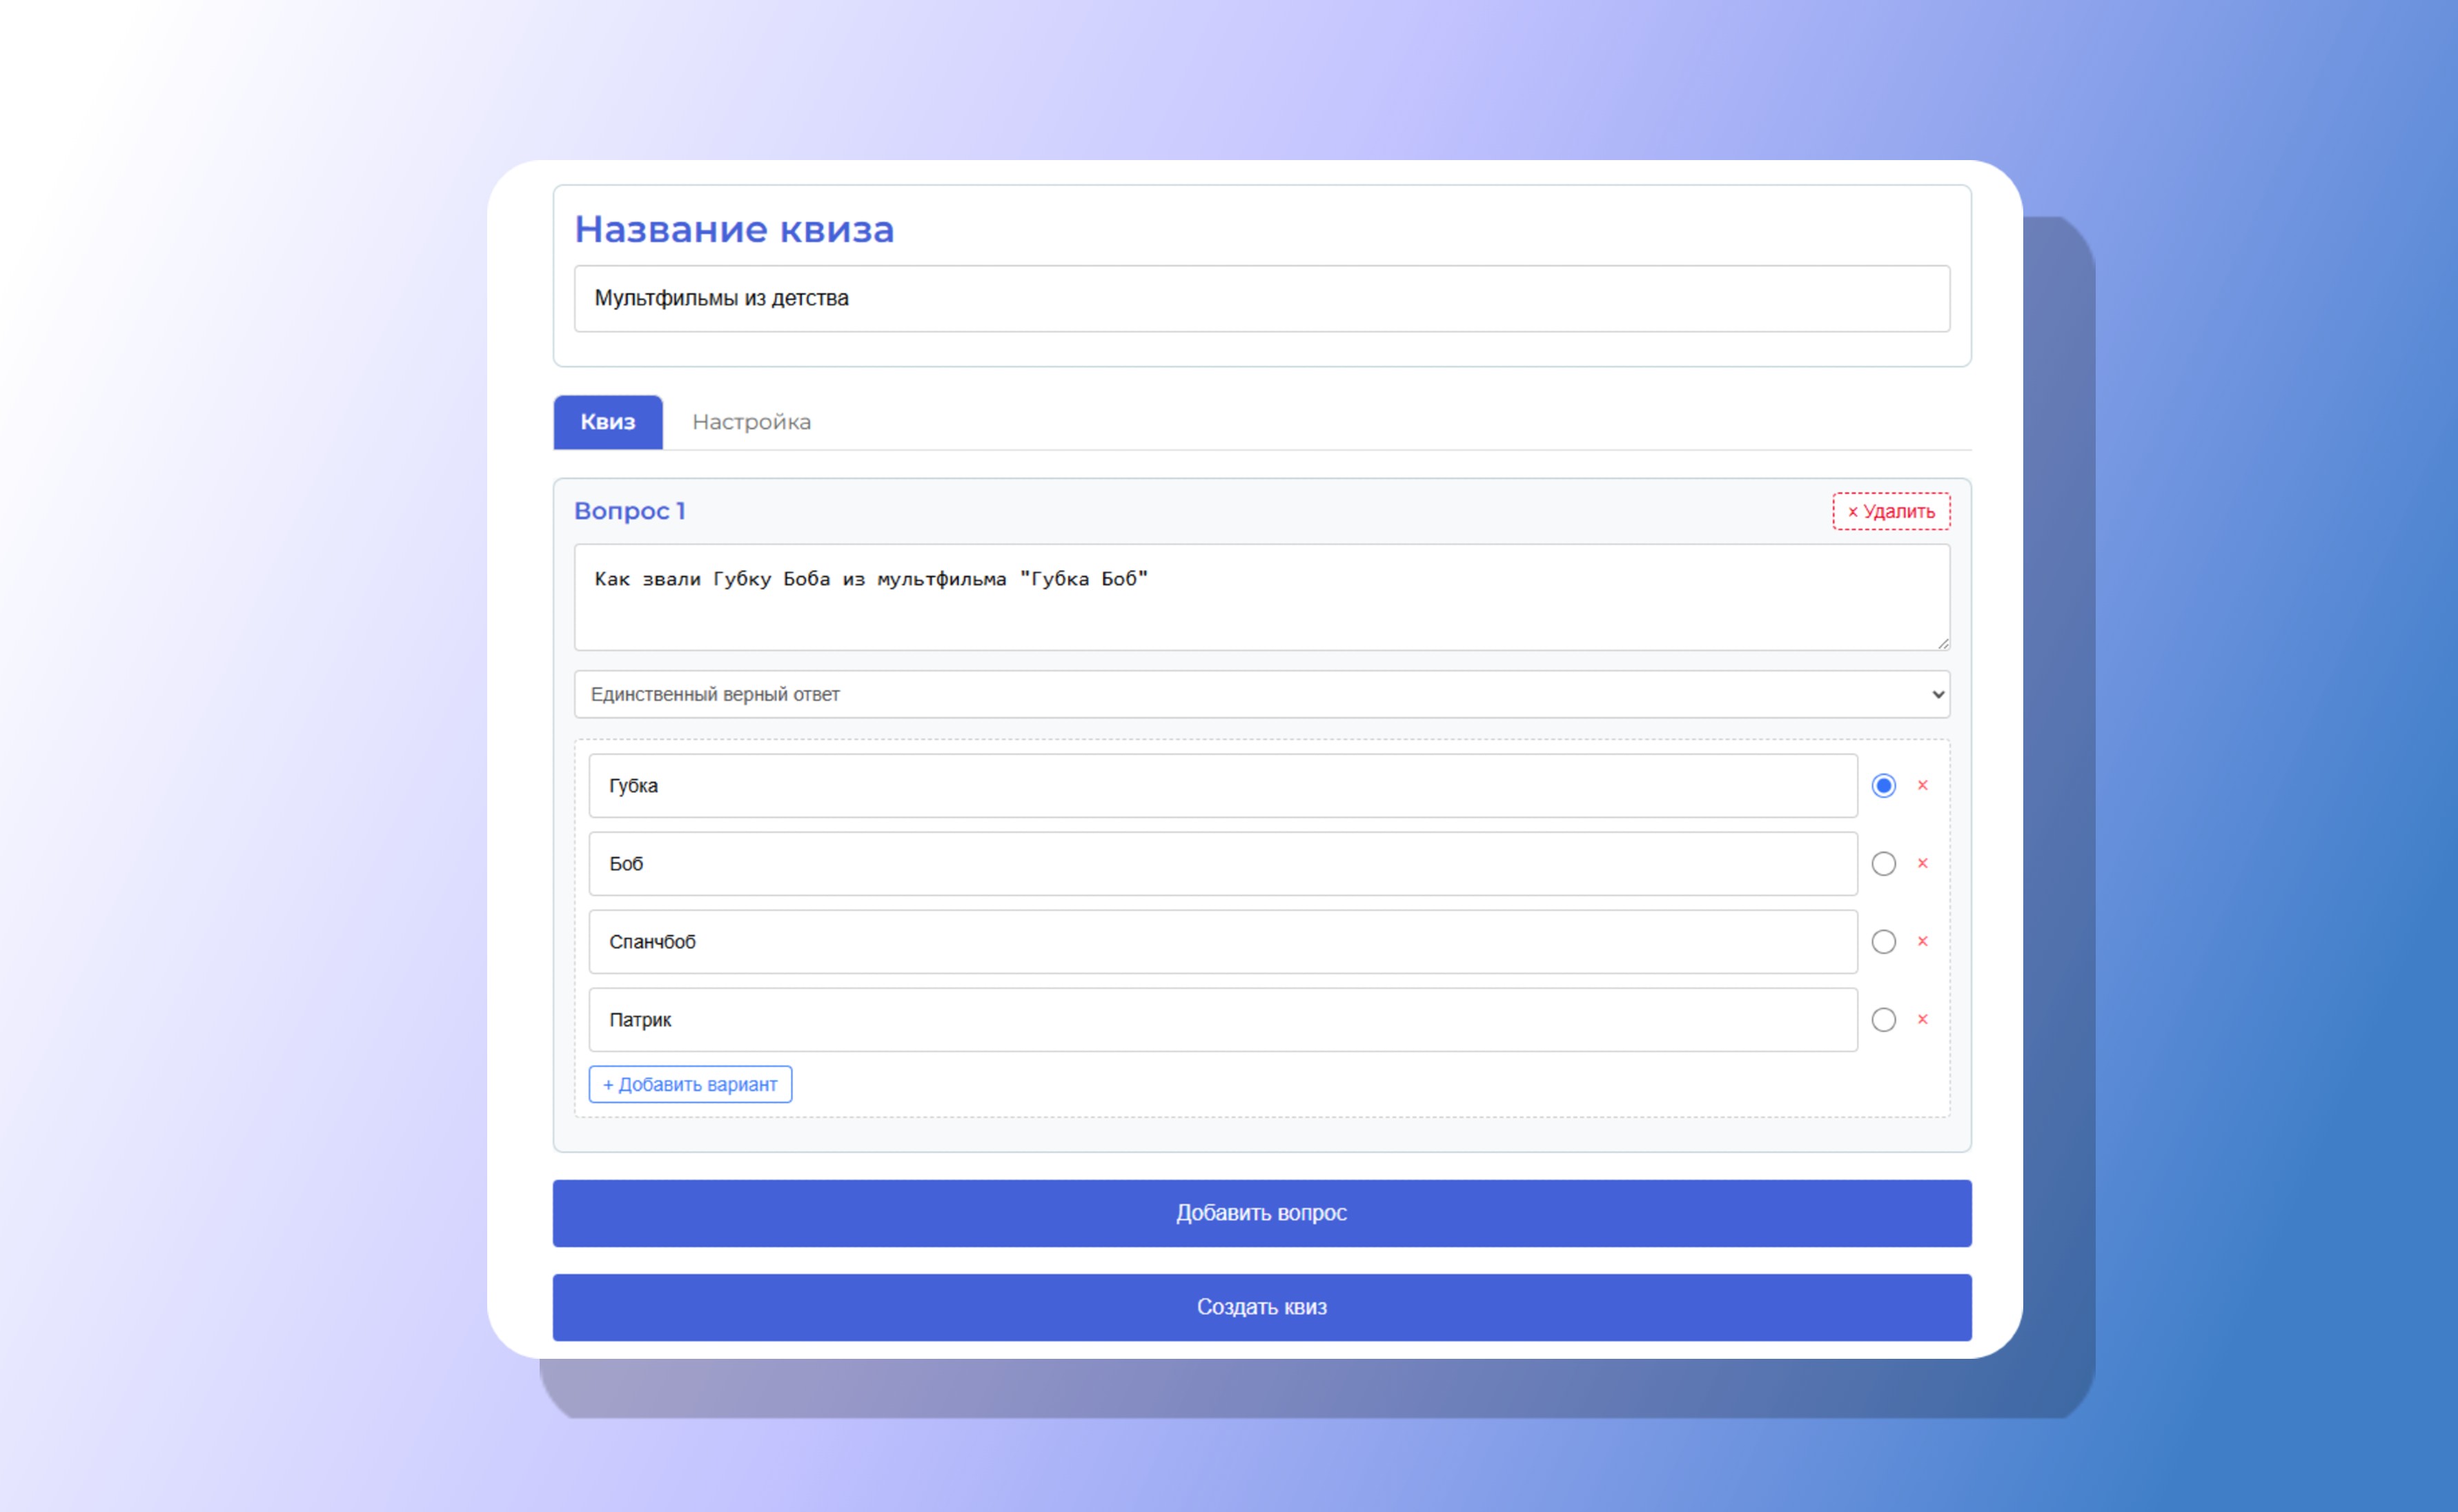 Название квиза
Мультфильмы из детства
Квиз Настройка
Вопрос 1 × Удалить
Как звали Губку Боба из мультфильма "Губка Боб"
Единственный верный ответ
Губка ×
Боб ×
Спанчбоб ×
Патрик ×
+ Добавить вариант
Добавить вопрос
Создать квиз